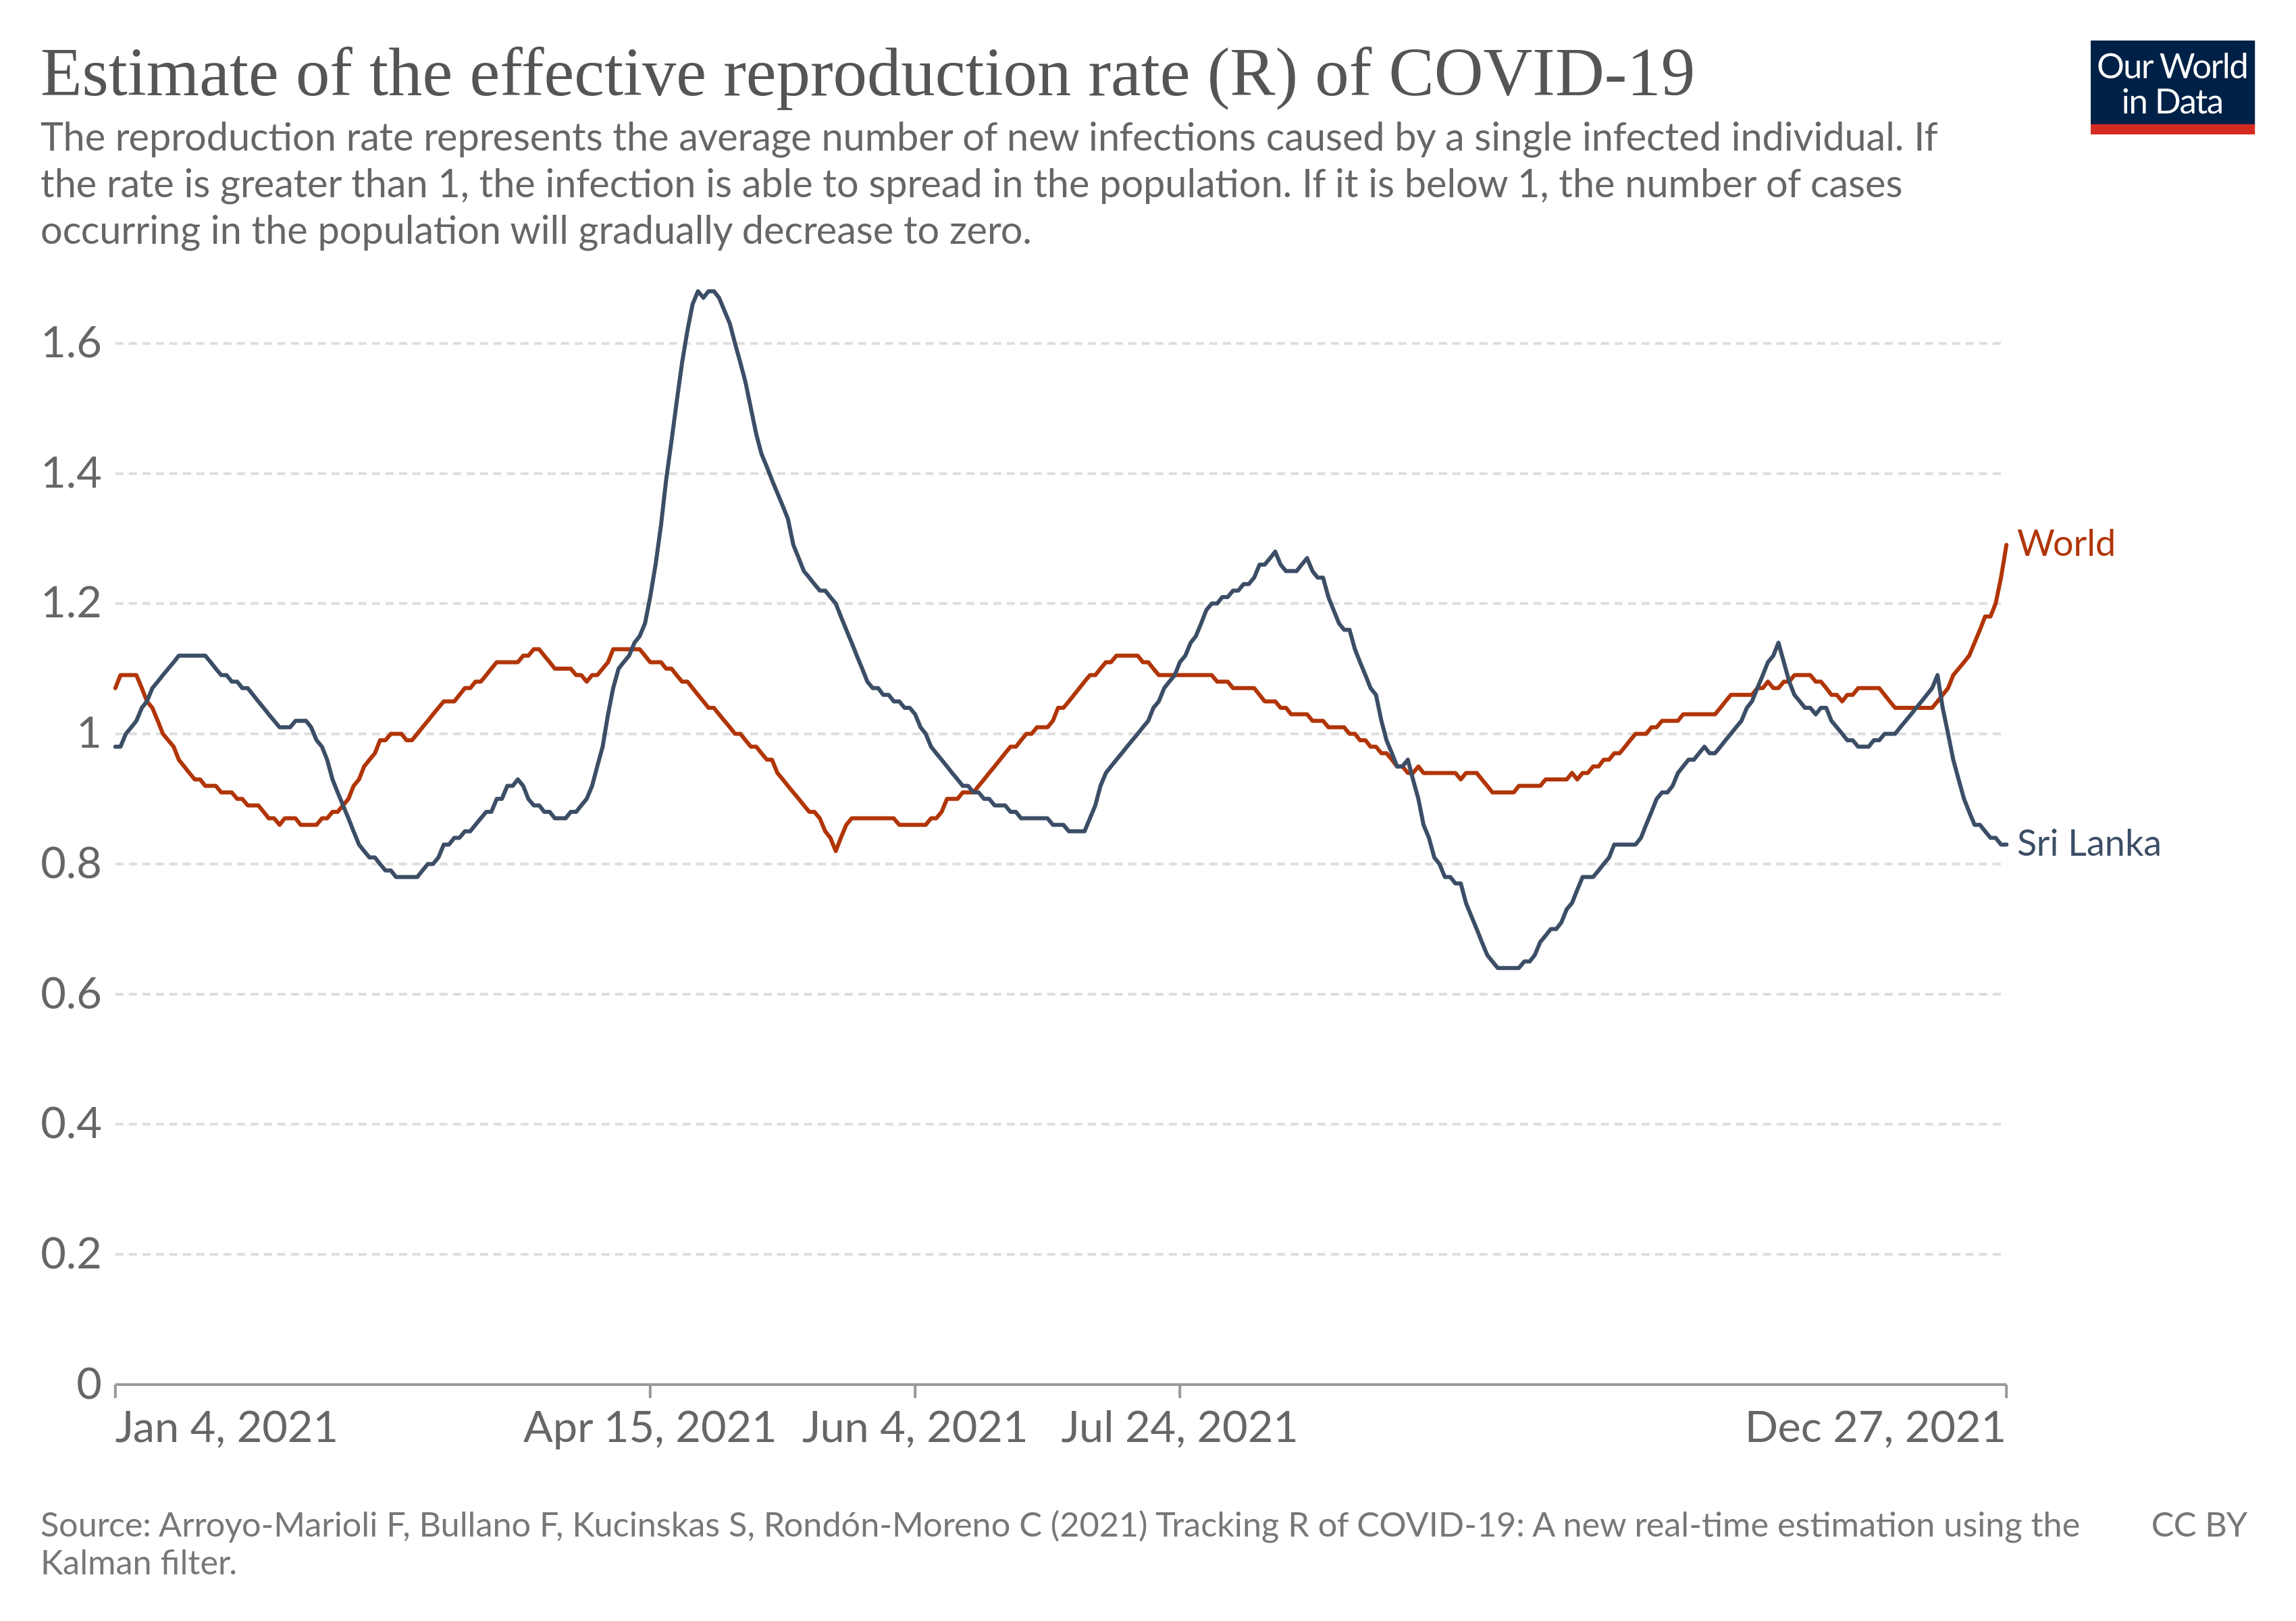 Estimate of the effective reproduction rate (R) of COVID-19
Our World
in Data
The reproduction rate represents the average number of new infections caused by a single infected individual. If
the rate is greater than 1, the infection is able to spread in the population. If it is below 1, the number of cases
occurring in the population will gradually decrease to zero.
1.6
1.4
World
1.2
1
0.8
Sri Lanka
0.6
0.4
0.2
0
Jan 4, 2021 Apr 15, 2021 Jun 4, 2021 Jul 24, 2021 Dec 27, 2021
Source: Arroyo-Marioli F, Bullano F, Kucinskas S, Rondón-Moreno C (2021) Tracking R of COVID-19: A new real-time estimation using the CC BY
Kalman filter.